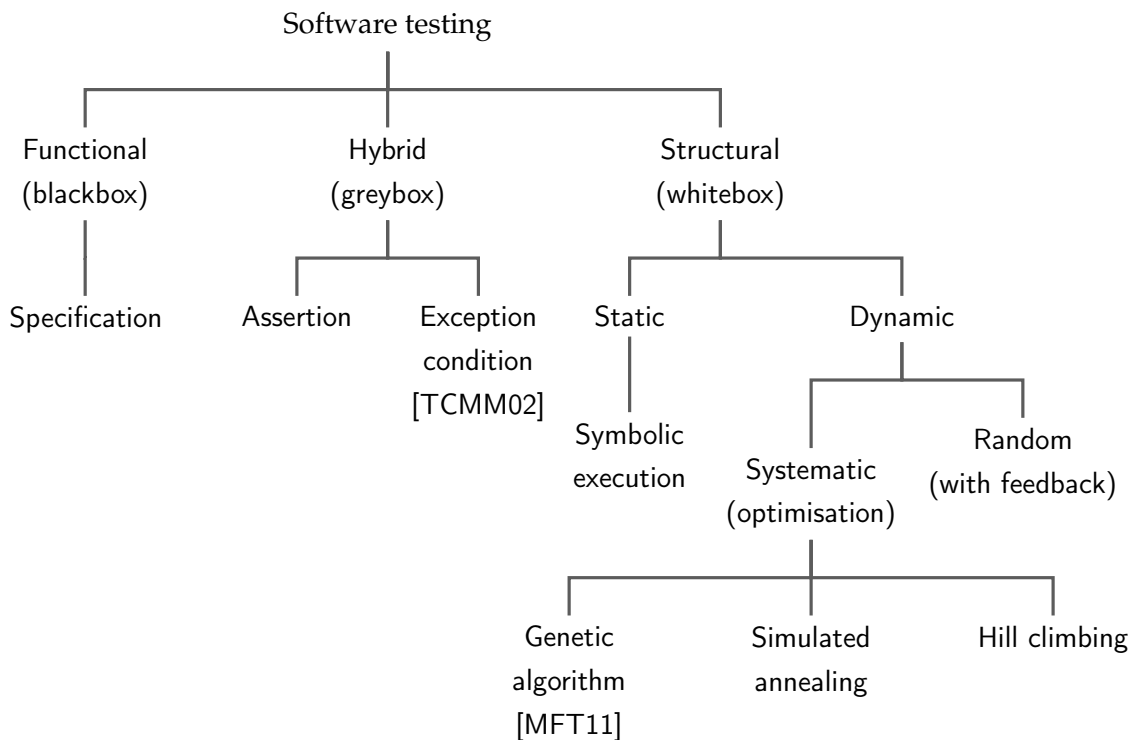 Software testing
Functional
(blackbox)
Hybrid
(greybox)
Structural
(whitebox)
Specification
Assertion
Exception
condition
[TCMM02]
Static
Dynamic
Symbolic
execution
Systematic
(optimisation)
Random
(with feedback)
Genetic
algorithm
[MFT11]
Simulated
annealing
Hill climbing